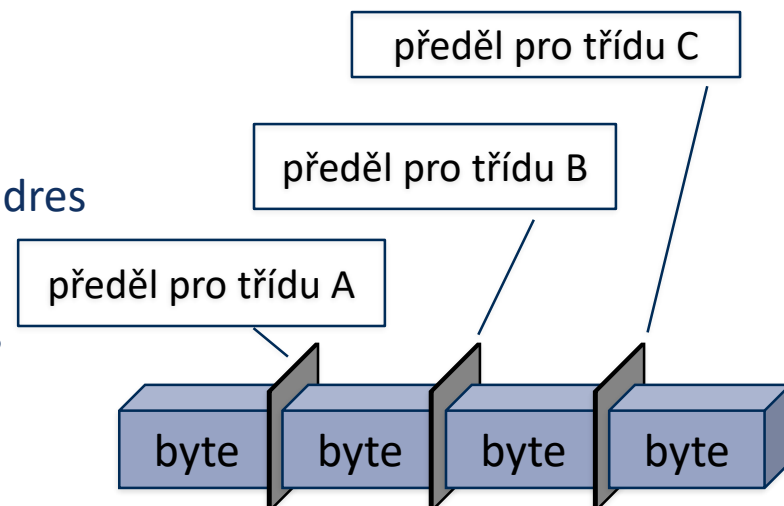 předěl pro třídu C
předěl pro třídu B
dres
předěl pro třídu A
byte byte byte byte